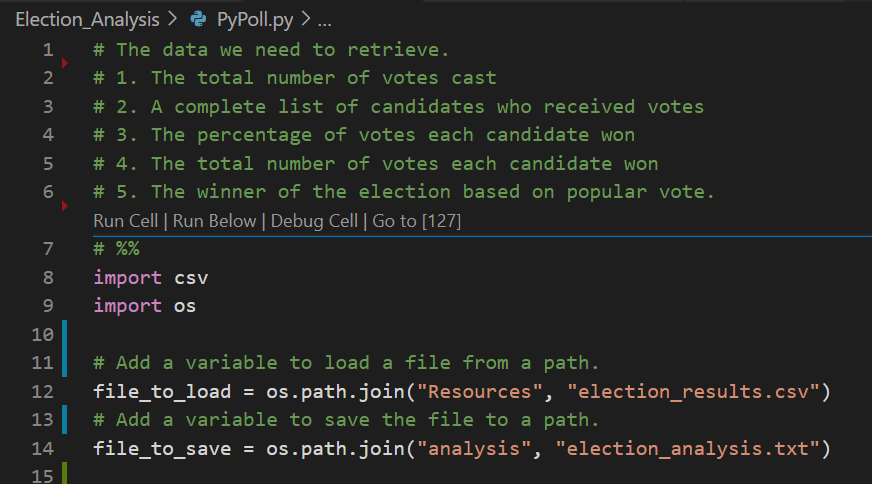 Election_Analysis > PyPoll.py > ...
1 # The data we need to retrieve.
2 # 1. The total number of votes cast
3 # 2. A complete list of candidates who received votes
4 # 3. The percentage of votes each candidate won
5 # 4. The total number of votes each candidate won
6 # 5. The winner of the election based on popular vote.
Run Cell | Run Below | Debug Cell | Go to [127]
7 # %%
8 import csv
9 import os
10
11 # Add a variable to load a file from a path.
12 file_to_load = os.path.join("Resources", "election_results.csv")
13 # Add a variable to save the file to a path.
14 file_to_save = os.path.join("analysis", "election_analysis.txt")
15